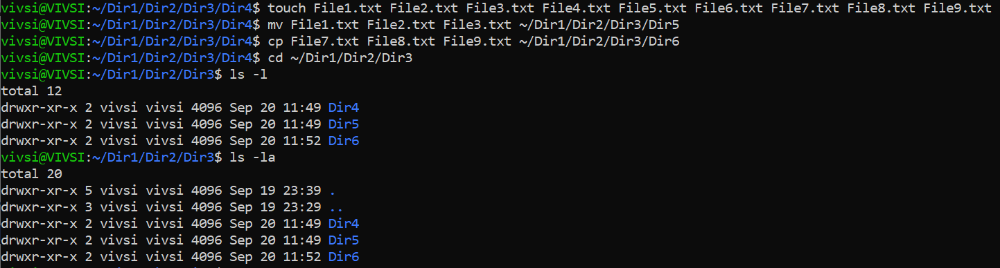 vivsi@VIVSI:~/Dir1/Dir2/Dir3/Dir4$ touch File1.txt File2.txt File3.txt File4.txt File5.txt File6.txt File7.txt File8.txt File9.txt
vivsi@VIVSI:~/Dir1/Dir2/Dir3/Dir4$ mv File1.txt File2.txt File3.txt ~/Dir1/Dir2/Dir3/Dir5
vivsi@VIVSI:~/Dir1/Dir2/Dir3/Dir4$ cp File7.txt File8.txt File9.txt ~/Dir1/Dir2/Dir3/Dir6
vivsi@VIVSI:~/Dir1/Dir2/Dir3/Dir4$ cd ~/Dir1/Dir2/Dir3
vivsi@VIVSI:~/Dir1/Dir2/Dir3$ ls -l
total 12
drwxr-xr-x 2 vivsi vivsi 4096 Sep 20 11:49 Dir4
drwxr-xr-x 2 vivsi vivsi 4096 Sep 20 11:49 Dir5
drwxr-xr-x 2 vivsi vivsi 4096 Sep 20 11:52 Dir6
vivsi@VIVSI:~/Dir1/Dir2/Dir3$ ls -la
total 20
drwxr-xr-x 5 vivsi vivsi 4096 Sep 19 23:39 .
drwxr-xr-x 3 vivsi vivsi 4096 Sep 19 23:29 ..
drwxr-xr-x 2 vivsi vivsi 4096 Sep 20 11:49 Dir4
drwxr-xr-x 2 vivsi vivsi 4096 Sep 20 11:49 Dir5
drwxr-xr-x 2 vivsi vivsi 4096 Sep 20 11:52 Dir6